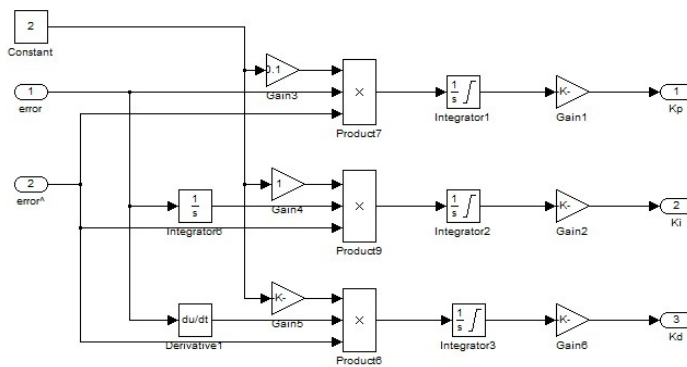 2
Constant
0.1
Gain3
1
error
×
Product7
1
s
Integrator1
-K-
Gain1
1
Kp
2
error^
1
s
Integrator6
1
Gain4
×
Product9
1
s
Integrator2
-K-
Gain2
2
Ki
du/dt
Derivative1
-K-
Gain5
×
Product6
1
s
Integrator3
-K-
Gain6
3
Kd